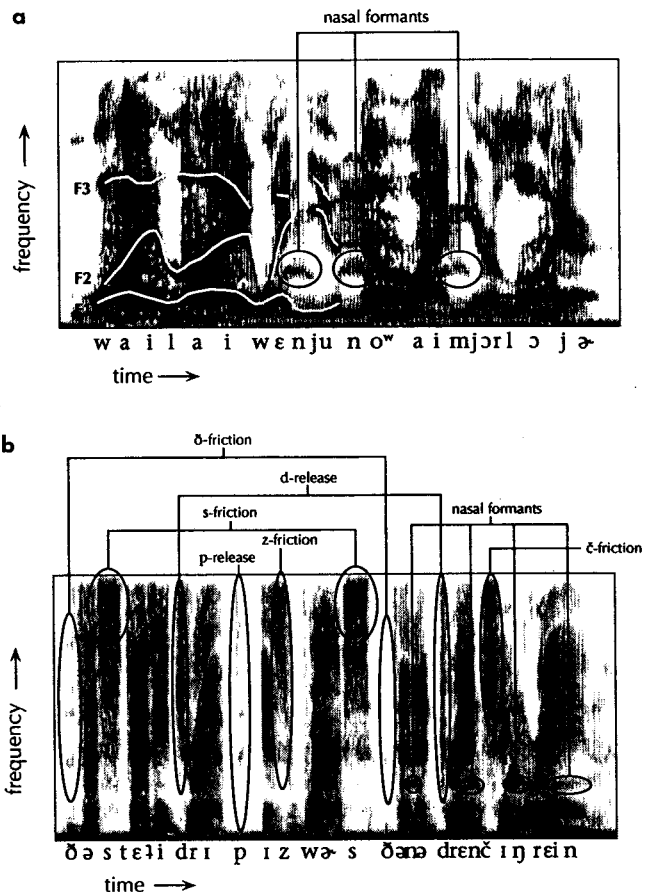 a
nasal formants
F3
F2
frequency →
w a i l a i w ɛ n j u n oʷ a i m j ɔ r l ɔ j ɚ
time →
b
ð-friction
d-release
s-friction
nasal formants
z-friction
p-release
č-friction
frequency →
ð ə s t ɛ ɾ i d r ɪ p ɪ z w ɚ s ð ə n ə d r ɛ n č ɪ ŋ r ɛ i n
time →